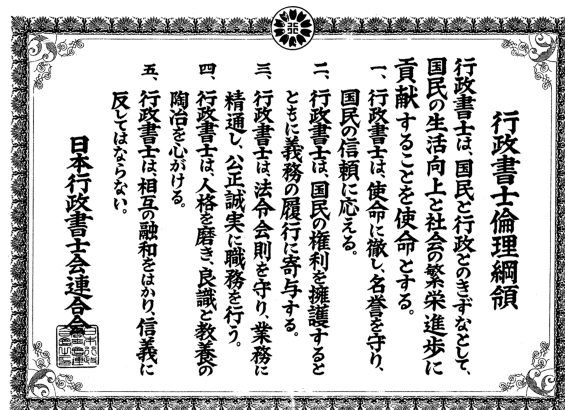 行政書士倫理綱領
行政書士は、国民と行政とのきずなとして、
国民の生活向上と社会の繁栄進歩に
貢献することを使命とする。
一、行政書士は、使命に徹し、名誉を守り、
国民の信頼に応える。
二、行政書士は、国民の権利を擁護すると
ともに義務の履行に寄与する。
三、行政書士は、法令会則を守り、業務に
精通し、公正誠実に職務を行う。
四、行政書士は、人格を磨き、良識と教養の
陶冶を心がける。
五、行政書士は、相互の融和をはかり、信義に
反してはならない。
日本行政書士会連合会